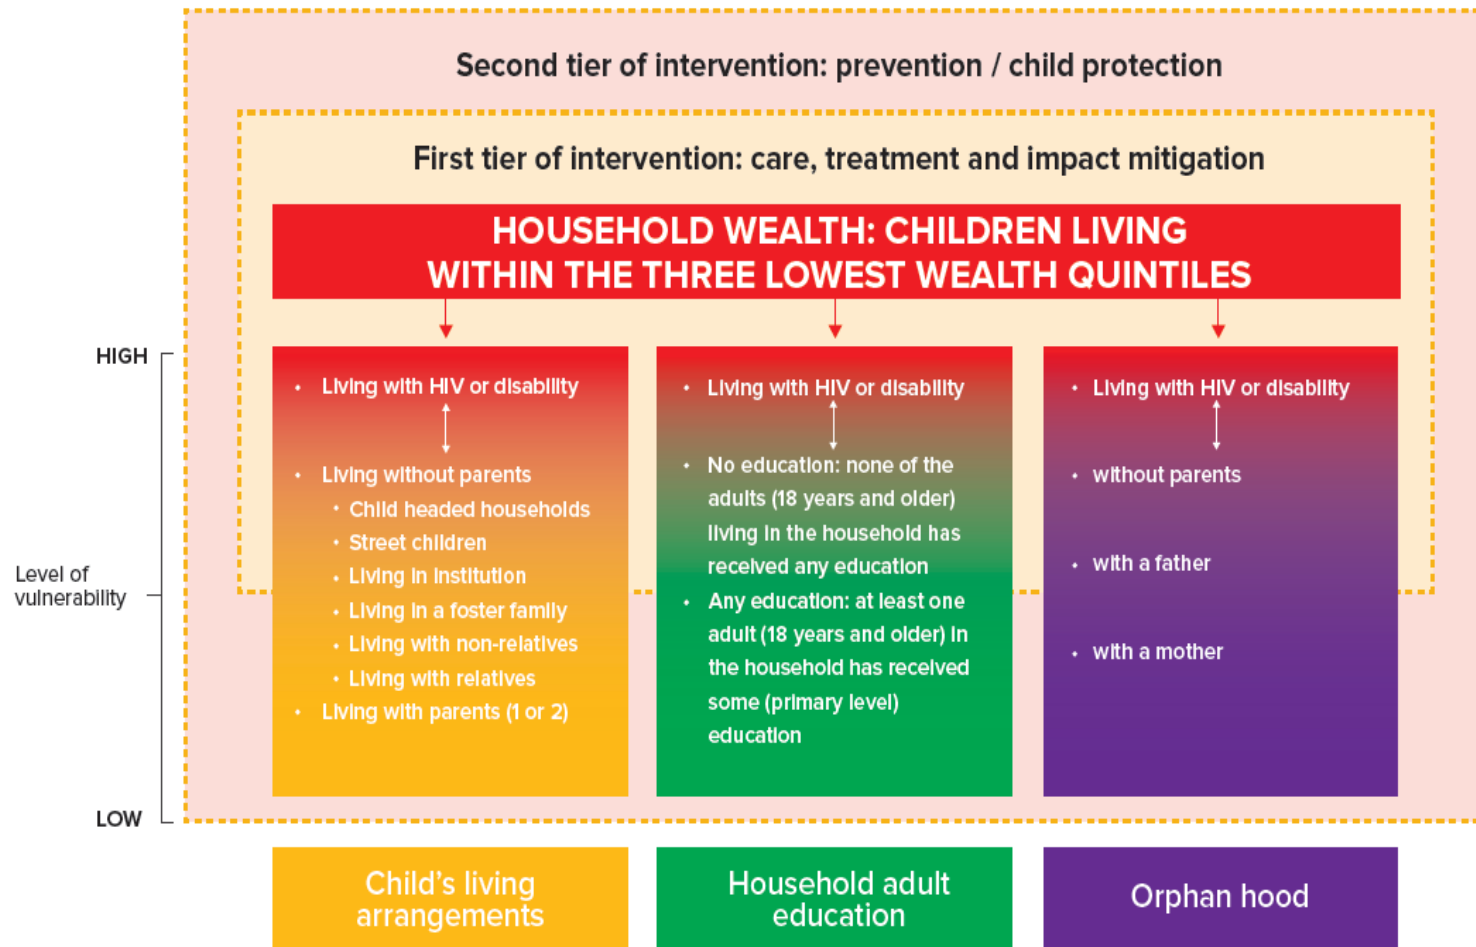 Second tier of intervention: prevention / child protection
First tier of intervention: care, treatment and impact mitigation
HOUSEHOLD WEALTH: CHILDREN LIVING
WITHIN THE THREE LOWEST WEALTH QUINTILES
HIGH
Level of
vulnerability
LOW
• Living with HIV or disability
• Living without parents
• Child headed households
• Street children
• Living in institution
• Living in a foster family
• Living with non-relatives
• Living with relatives
• Living with parents (1 or 2)
• Living with HIV or disability
• No education: none of the
adults (18 years and older)
living in the household has
received any education
• Any education: at least one
adult (18 years and older) in
the household has received
some (primary level)
education
• Living with HIV or disability
• without parents
• with a father
• with a mother
Child's living
arrangements
Household adult
education
Orphan hood